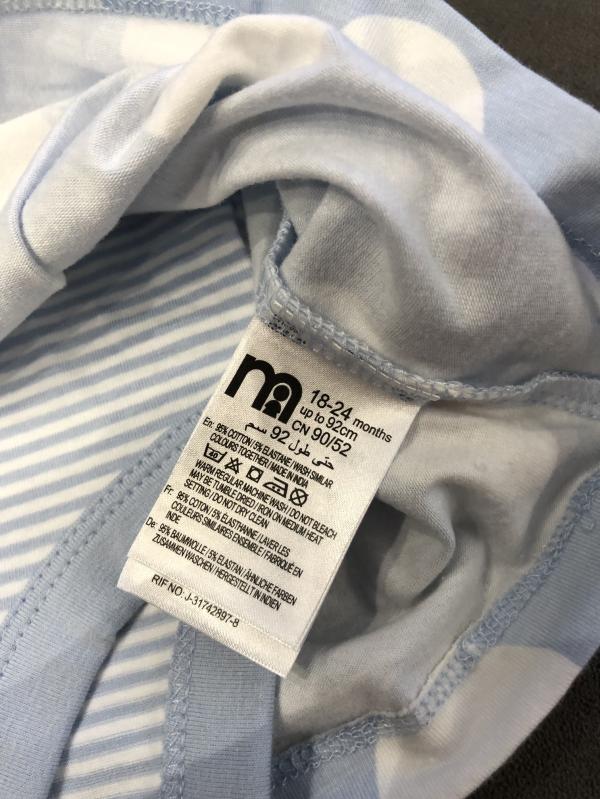 m
18-24 months
up to 92cm
CN 90/52
حتى طول 92 سم
En: 95% COTTON / 5% ELASTANE / WASH SIMILAR
COLOURS TOGETHER / MADE IN INDIA
WARM REGULAR MACHINE WASH / DO NOT BLEACH
MAY BE TUMBLE DRIED / IRON ON MEDIUM HEAT
SETTING / DO NOT DRY CLEAN
Fr: 95% COTON / 5% ÉLASTHANNE / LAVER LES
COULEURS SIMILAIRES ENSEMBLE / FABRIQUÉ EN
INDE
De: 95% BAUMWOLLE / 5% ELASTAN / ÄHNLICHE FARBEN
ZUSAMMEN WASCHEN / HERGESTELLT IN INDIEN
RIF NO: J-31742897-8